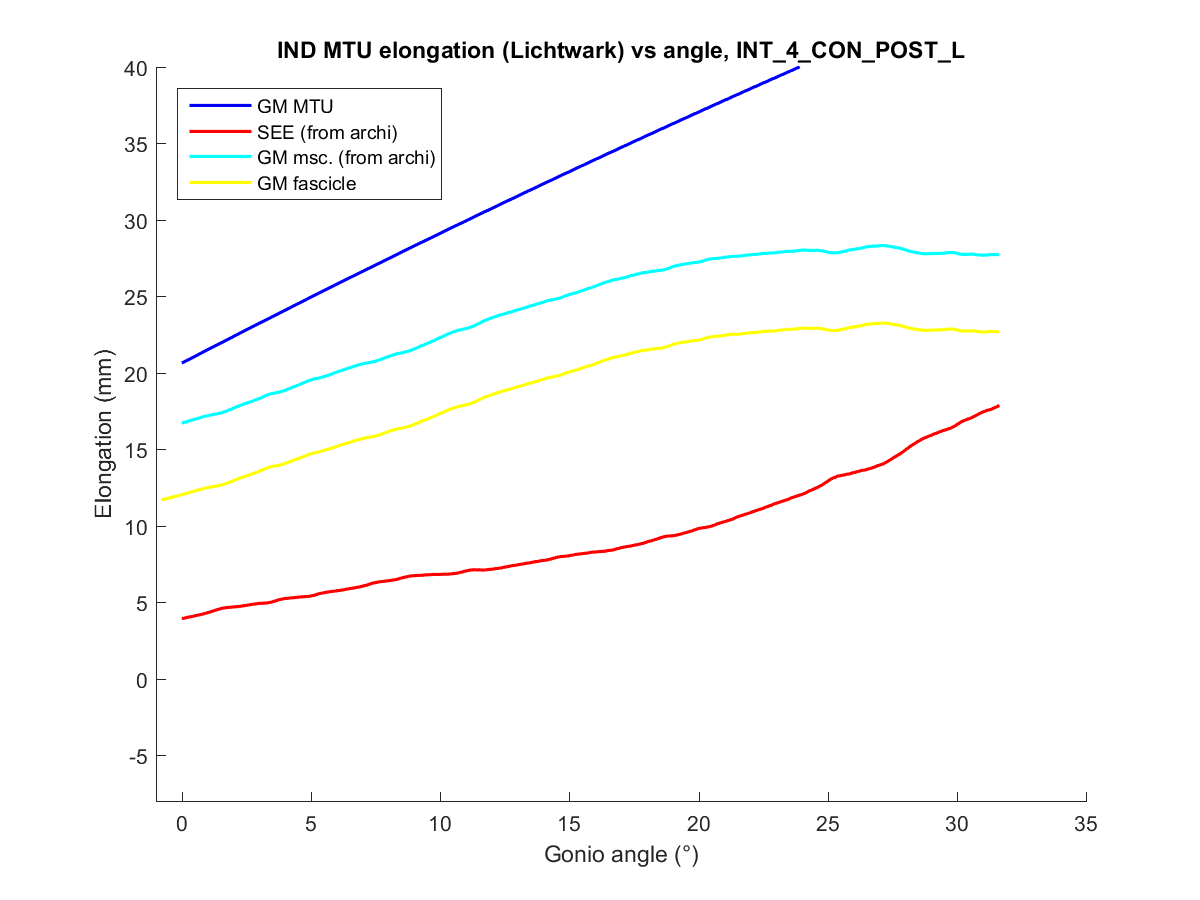 IND MTU elongation (Lichtwark) vs angle, INT_4_CON_POST_L
GM MTU
SEE (from archi)
GM msc. (from archi)
GM fascicle
Elongation (mm)
40
35
30
25
20
15
10
5
0
-5
0 5 10 15 20 25 30 35
Gonio angle (°)